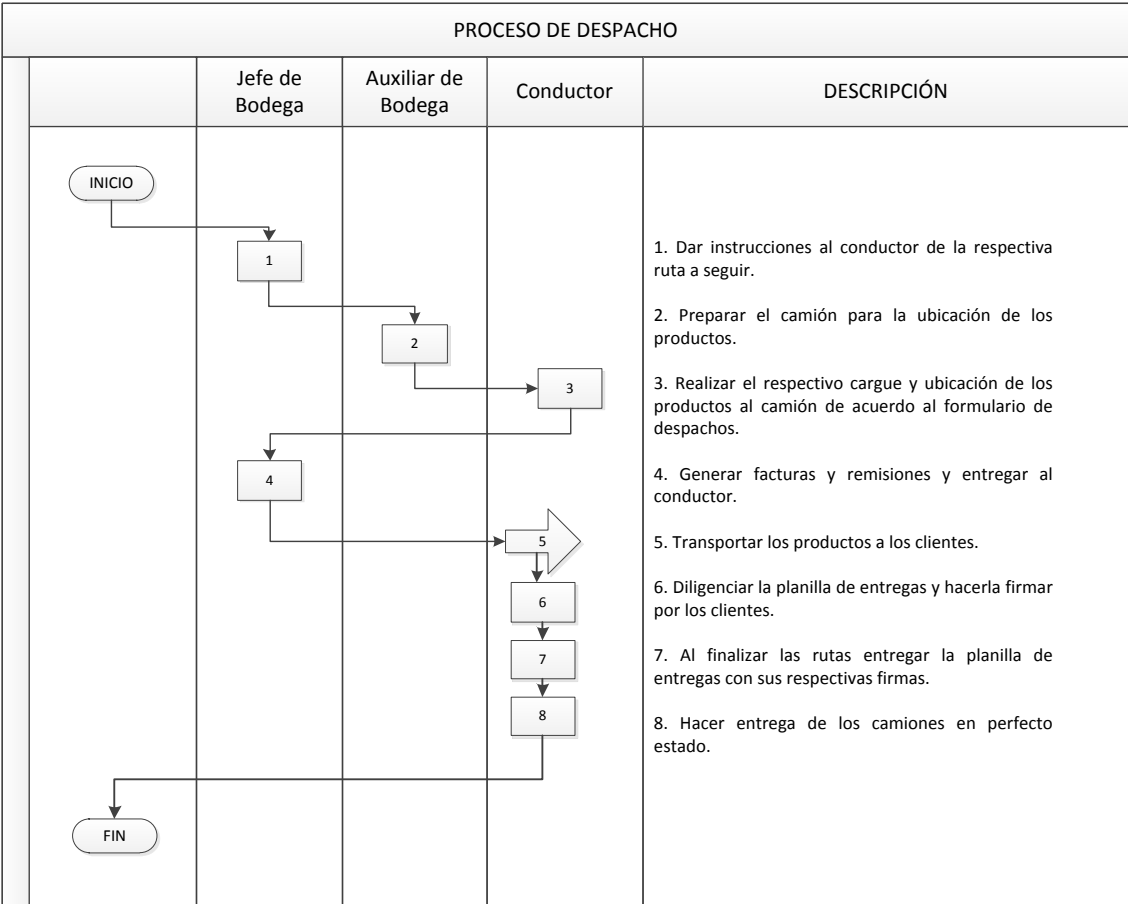 PROCESO DE DESPACHO
Jefe de
Bodega
Auxiliar de
Bodega
Conductor
DESCRIPCIÓN
INICIO
1
2
3
4
5
6
7
8
FIN
1. Dar instrucciones al conductor de la respectiva
ruta a seguir.
2. Preparar el camión para la ubicación de los
productos.
3. Realizar el respectivo cargue y ubicación de los
productos al camión de acuerdo al formulario de
despachos.
4. Generar facturas y remisiones y entregar al
conductor.
5. Transportar los productos a los clientes.
6. Diligenciar la planilla de entregas y hacerla firmar
por los clientes.
7. Al finalizar las rutas entregar la planilla de
entregas con sus respectivas firmas.
8. Hacer entrega de los camiones en perfecto
estado.